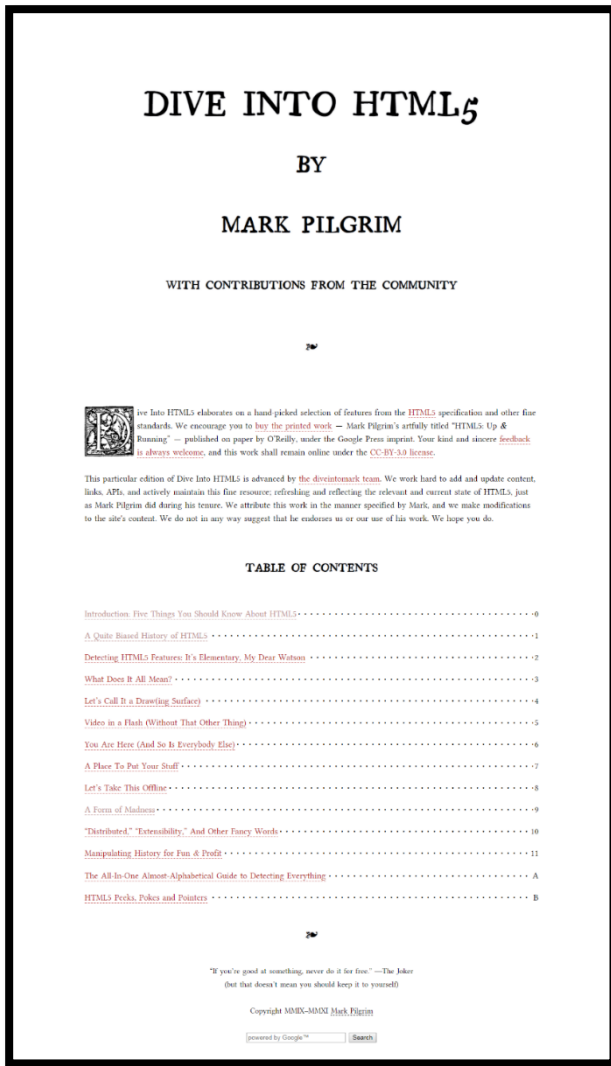 DIVE INTO HTML5
BY
MARK PILGRIM
WITH CONTRIBUTIONS FROM THE COMMUNITY
Dive Into HTML5 elaborates on a hand-picked selection of features from the HTML5 specification and other fine
standards. We encourage you to buy the printed work — Mark Pilgrim's artfully titled "HTML5: Up &
Running" — published on paper by O'Reilly, under the Google Press imprint. Your kind and sincere feedback
is always welcome, and this work shall remain online under the CC-BY-3.0 license.
This particular edition of Dive Into HTML5 is advanced by the diveintomark team. We work hard to add and update content,
links, APIs, and actively maintain this fine resource; refreshing and reflecting the relevant and current state of HTML5, just
as Mark Pilgrim did during his tenure. We attribute this work in the manner specified by Mark, and we make modifications
to the site's content. We do not in any way suggest that he endorses us or our use of his work. We hope you do.
TABLE OF CONTENTS
Introduction: Five Things You Should Know About HTML5 0
A Quite Biased History of HTML5 1
Detecting HTML5 Features: It's Elementary, My Dear Watson 2
What Does It All Mean? 3
Let's Call It a Draw(ing Surface) 4
Video in a Flash (Without That Other Thing) 5
You Are Here (And So Is Everybody Else) 6
A Place To Put Your Stuff 7
Let's Take This Offline 8
A Form of Madness 9
"Distributed," "Extensibility," And Other Fancy Words 10
Manipulating History for Fun & Profit 11
The All-In-One Almost-Alphabetical Guide to Detecting Everything A
HTML5 Peeks, Pokes and Pointers B
"If you're good at something, never do it for free." —The Joker
(but that doesn't mean you should keep it to yourself)
Copyright MMIX–MMXI Mark Pilgrim
powered by Google™ Search